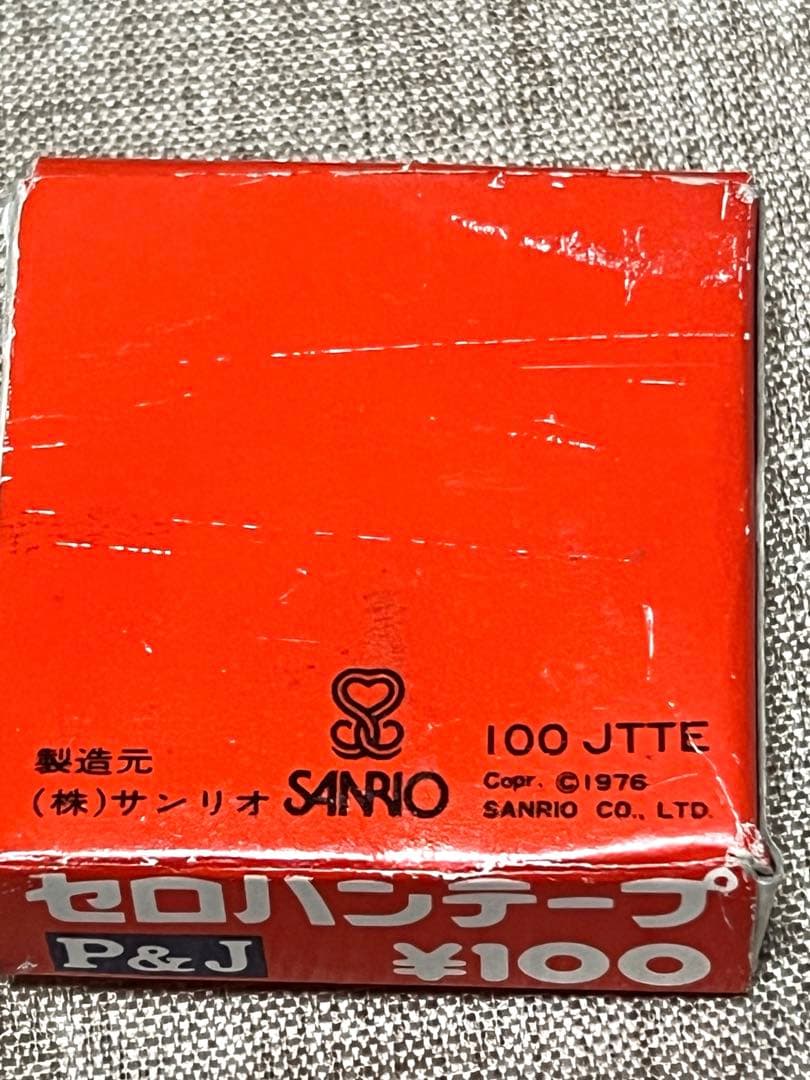 製造元
(株)サンリオ
SANRIO
100 JTTE
Copr. ©1976
SANRIO CO., LTD.
セロハンテープ
P&J ¥100